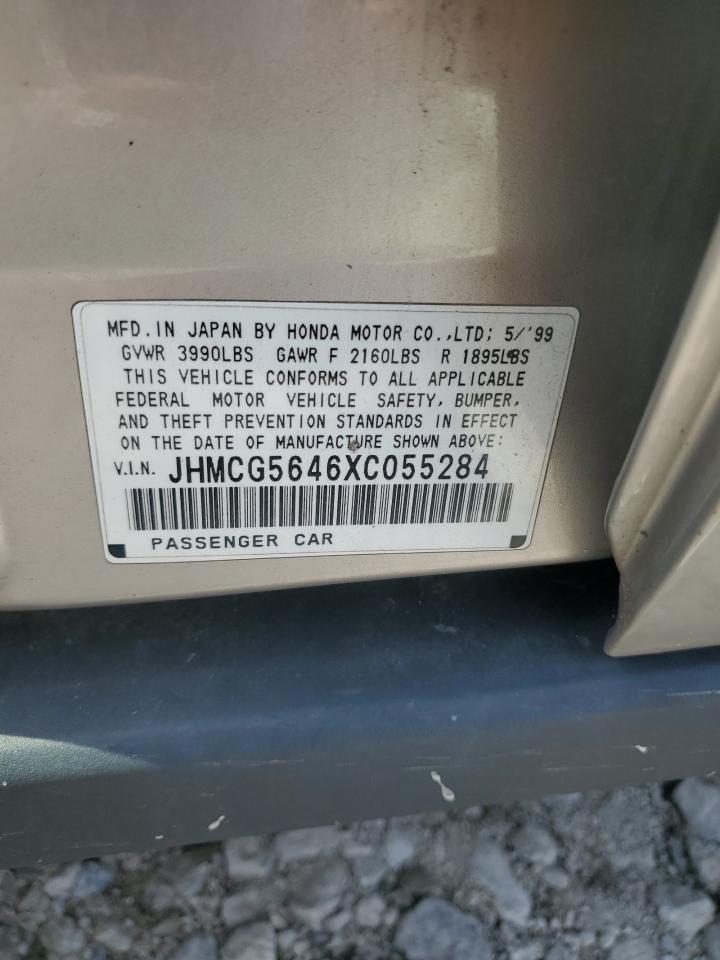 MFD. IN JAPAN BY HONDA MOTOR CO.,LTD; 5/'99
GVWR 3990LBS GAWR F 2160LBS R 1895LBS
THIS VEHICLE CONFORMS TO ALL APPLICABLE
FEDERAL MOTOR VEHICLE SAFETY, BUMPER,
AND THEFT PREVENTION STANDARDS IN EFFECT
ON THE DATE OF MANUFACTURE SHOWN ABOVE:
V.I.N. JHMCG5646XC055284
PASSENGER CAR